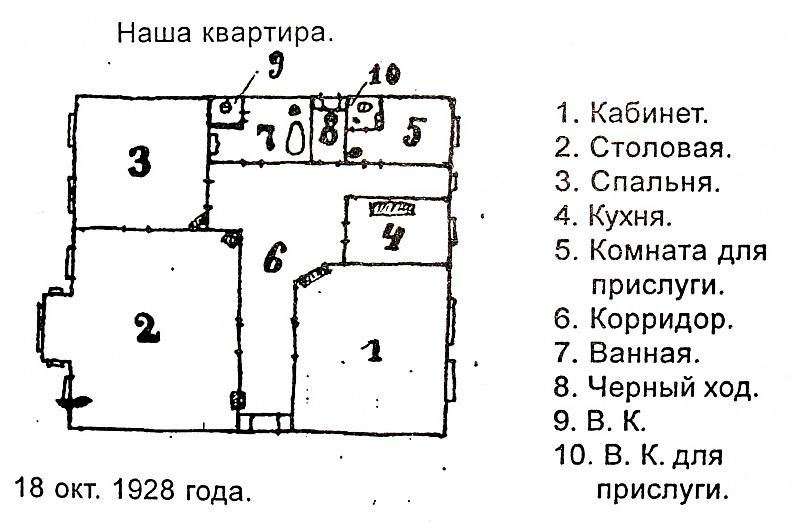 Наша квартира.
9
10
3
7
8
5
4
6
2
1
1. Кабинет.
2. Столовая.
3. Спальня.
4. Кухня.
5. Комната для
прислуги.
6. Корридор.
7. Ванная.
8. Черный ход.
9. В. К.
10. В. К. для
прислуги.
18 окт. 1928 года.